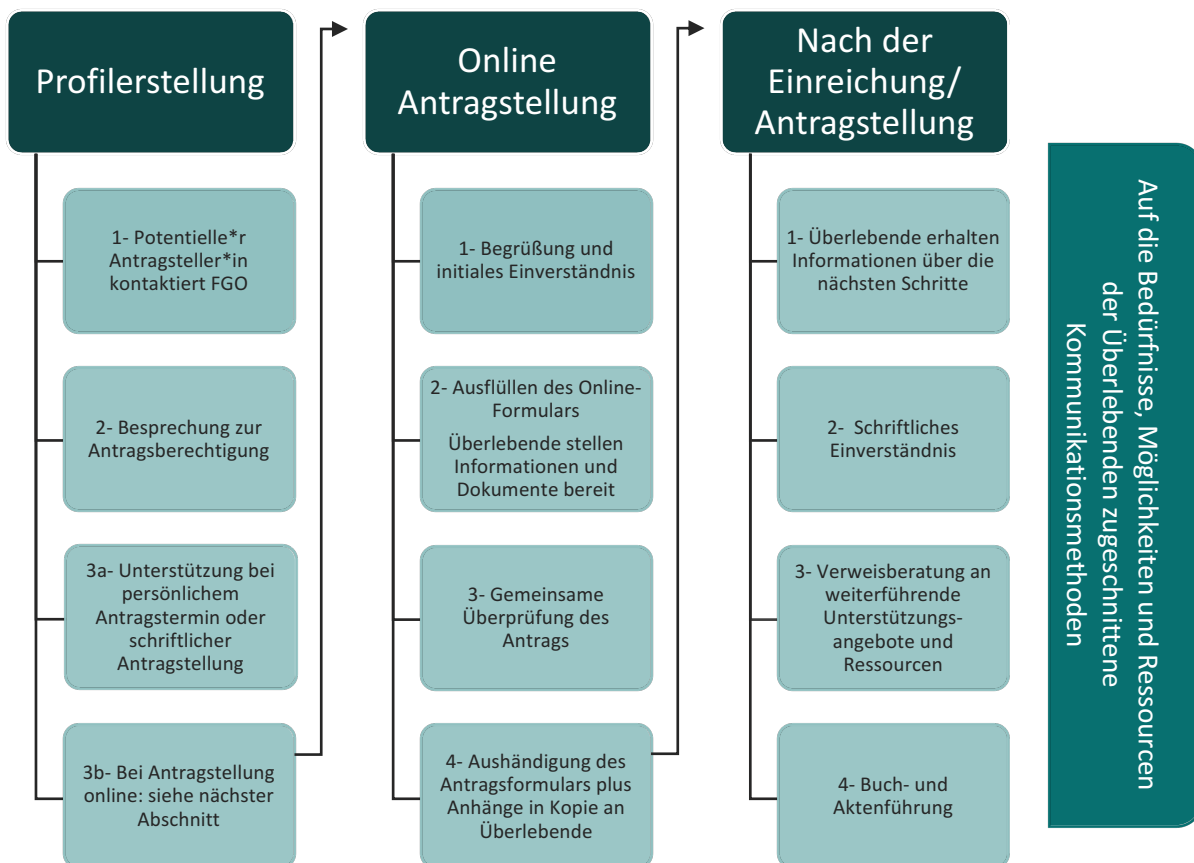 Profilerstellung
1- Potentielle*r
Antragsteller*in
kontaktiert FGO
2- Besprechung zur
Antragsberechtigung
3a- Unterstützung bei
persönlichem
Antragstermin oder
schriftlicher
Antragstellung
3b- Bei Antragstellung
online: siehe nächster
Abschnitt
Online
Antragstellung
1- Begrüßung und
initiales Einverständnis
2- Ausflüllen des Online-
Formulars
Überlebende stellen
Informationen und
Dokumente bereit
3- Gemeinsame
Überprüfung des
Antrags
4- Aushändigung des
Antragsformulars plus
Anhänge in Kopie an
Überlebende
Nach der
Einreichung/
Antragstellung
1- Überlebende erhalten
Informationen über die
nächsten Schritte
2- Schriftliches
Einverständnis
3- Verweisberatung an
weiterführende
Unterstützungs-
angebote und
Ressourcen
4- Buch- und
Aktenführung
Auf die Bedürfnisse, Möglichkeiten und Ressourcen
der Überlebenden zugeschnittene
Kommunikationsmethoden